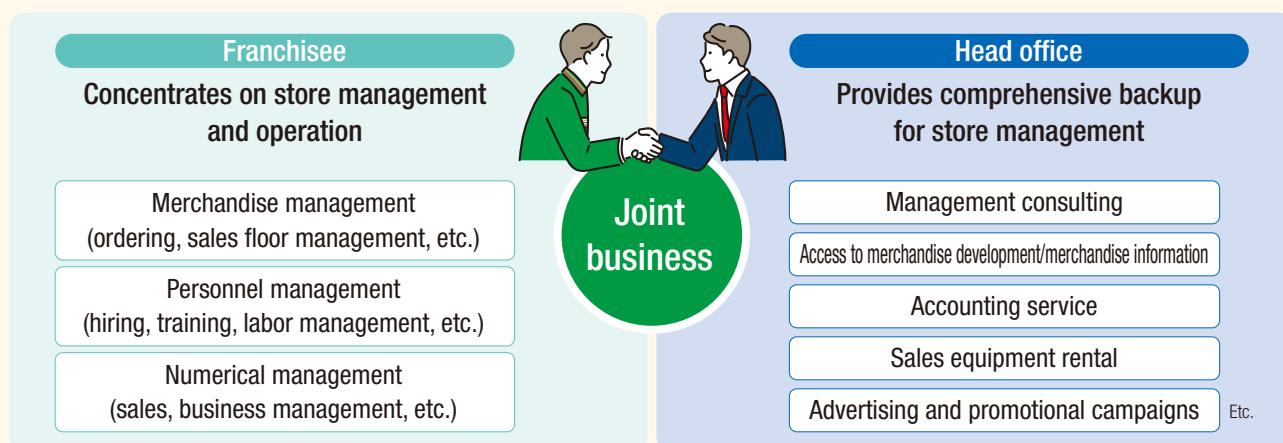 Franchisee
Concentrates on store management
and operation
Merchandise management
(ordering, sales floor management, etc.)
Personnel management
(hiring, training, labor management, etc.)
Numerical management
(sales, business management, etc.)
Joint
business
Head office
Provides comprehensive backup
for store management
Management consulting
Access to merchandise development/merchandise information
Accounting service
Sales equipment rental
Advertising and promotional campaigns
Etc.